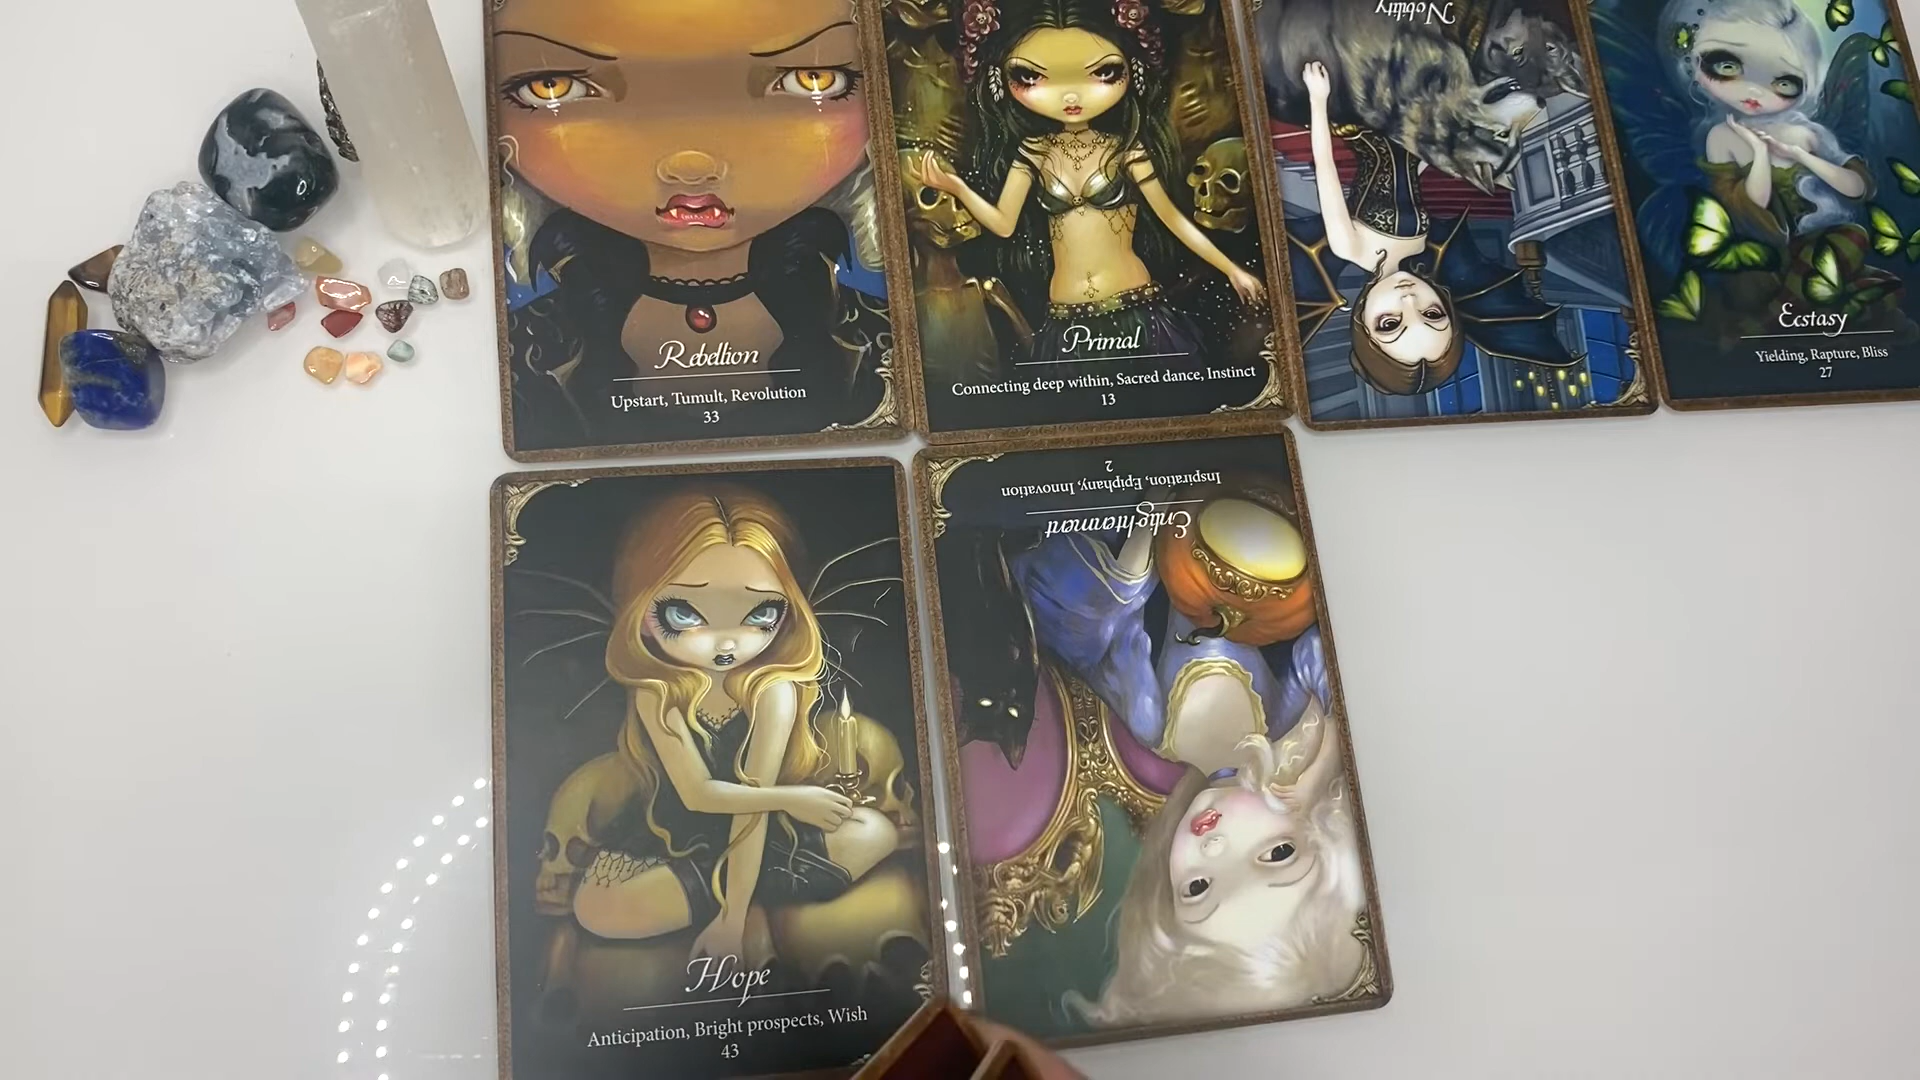 Rebellion
Upstart, Tumult, Revolution
33
Primal
Connecting deep within, Sacred dance, Instinct
13
Nobility
Ecstasy
Yielding, Rapture, Bliss
27
Hope
Anticipation, Bright prospects, Wish
43
Enlightenment
Inspiration, Epiphany, Innovation
2